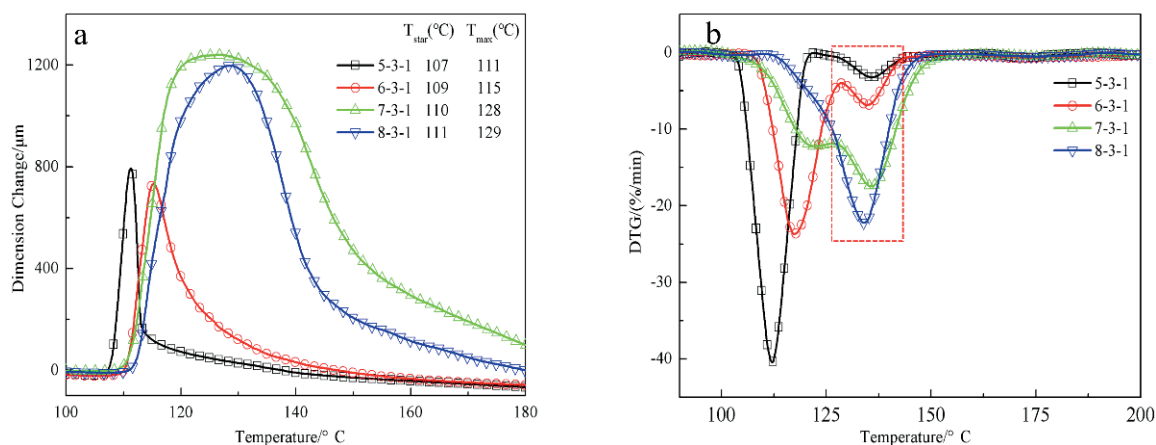 a
T_star(°C) T_max(°C)
5-3-1 107 111
6-3-1 109 115
7-3-1 110 128
8-3-1 111 129
1200
800
400
0
100 120 140 160 180
Dimension Change/μm
Temperature/° C
b
0
-10
-20
-30
-40
5-3-1
6-3-1
7-3-1
8-3-1
100 125 150 175 200
DTG/(%/min)
Temperature/° C